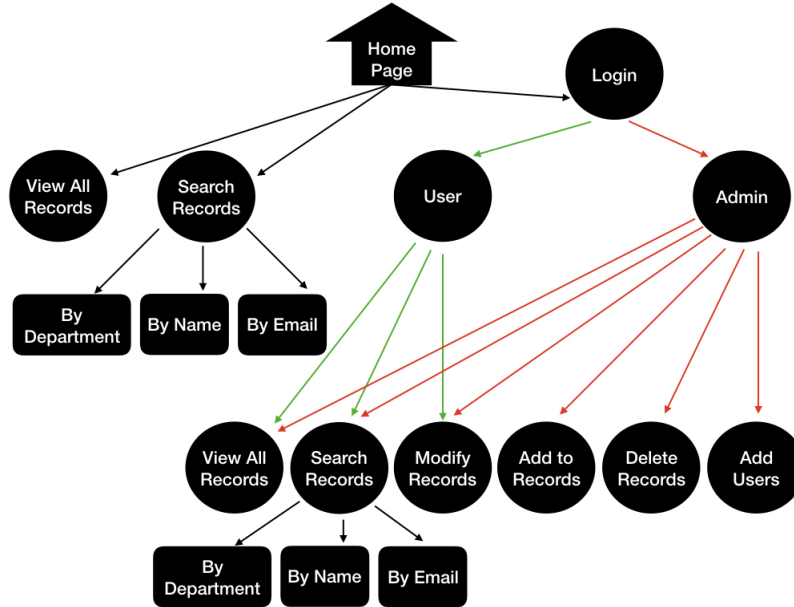 Home
Page
Login
View All
Records
Search
Records
User
Admin
By
Department
By Name
By Email
View All
Records
Search
Records
Modify
Records
Add to
Records
Delete
Records
Add
Users
By
Department
By Name
By Email